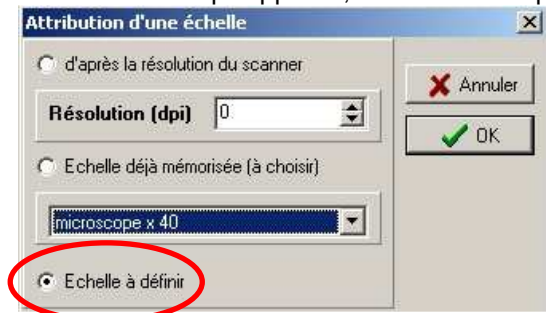 Attribution d'une échelle
d'après la résolution du scanner
Résolution (dpi) 0
Annuler
OK
Echelle déjà mémorisée (à choisir)
microscope x 40
Echelle à définir